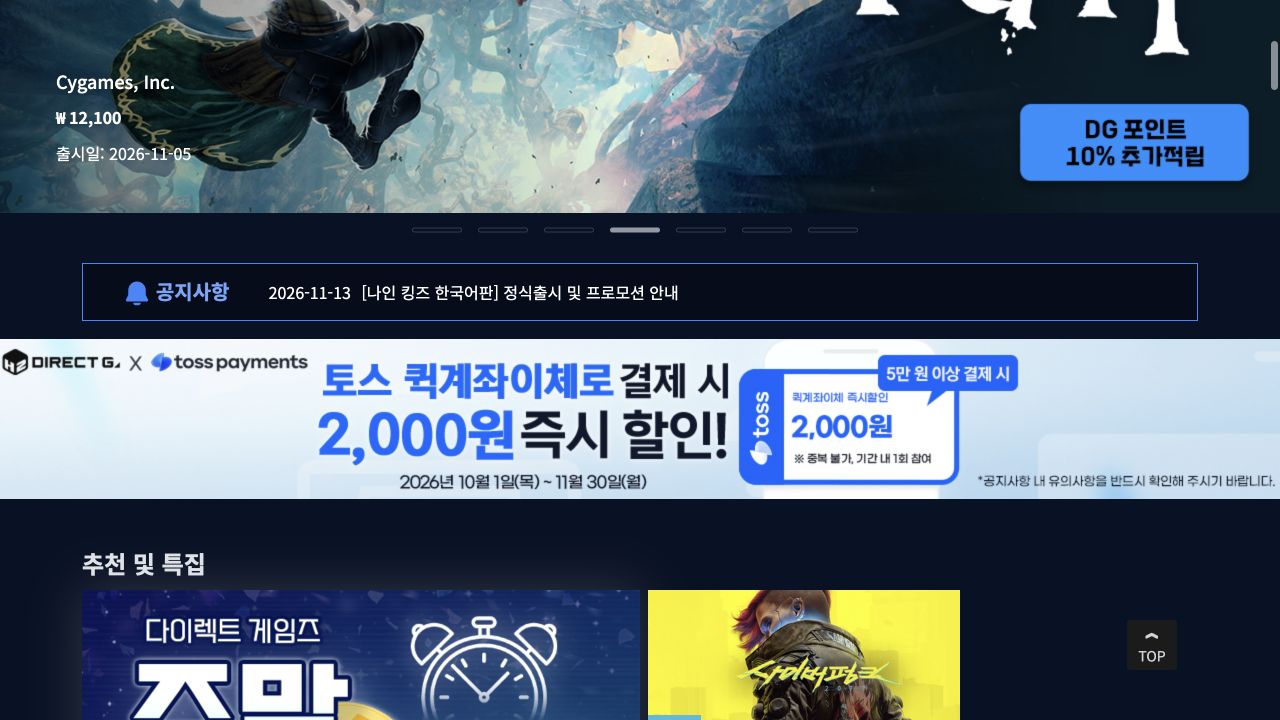 Cygames, Inc.
₩ 12,100
출시일: 2026-11-05
DG 포인트
10% 추가적립
공지사항
2026-11-13 [나인 킹즈 한국어판] 정식출시 및 프로모션 안내
DIRECT G. X toss payments
토스 퀵계좌이체로 결제 시
2,000원 즉시 할인!
2026년 10월 1일(목) ~ 11월 30일(월)
5만 원 이상 결제 시
toss
퀵계좌이체 즉시할인
2,000원
※ 중복 불가, 기간 내 1회 참여
*공지사항 내 유의사항을 반드시 확인해 주시기 바랍니다.
추천 및 특집
다이렉트 게임즈
주말
사이버펑크
2077
TOP